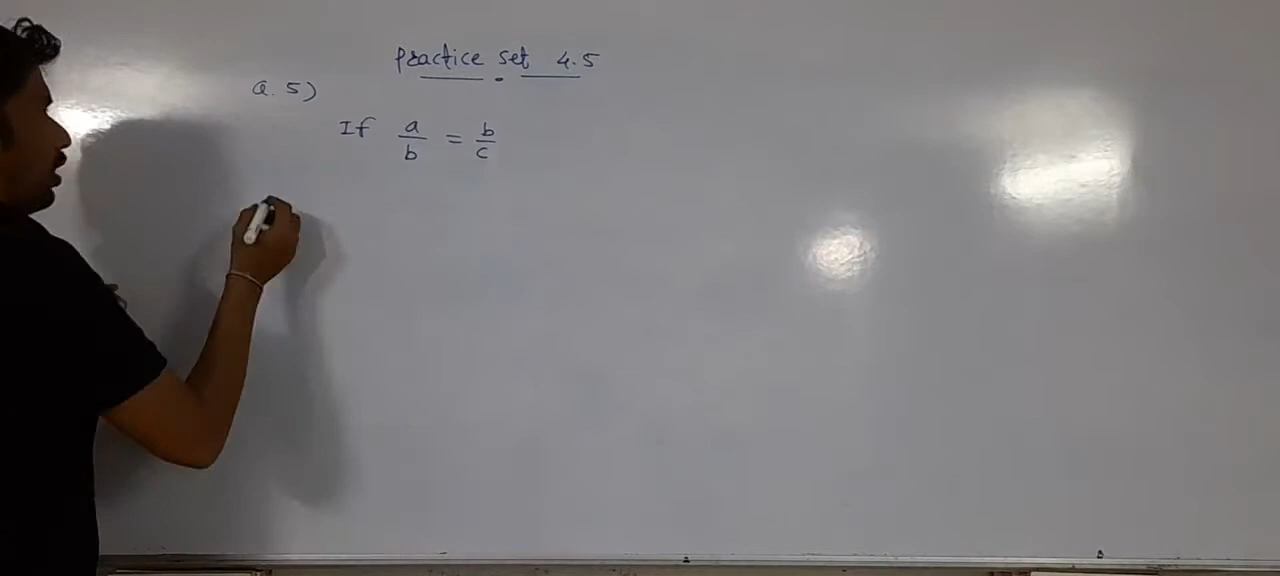 Practice set 4.5
Q. 5)
If a/b = b/c